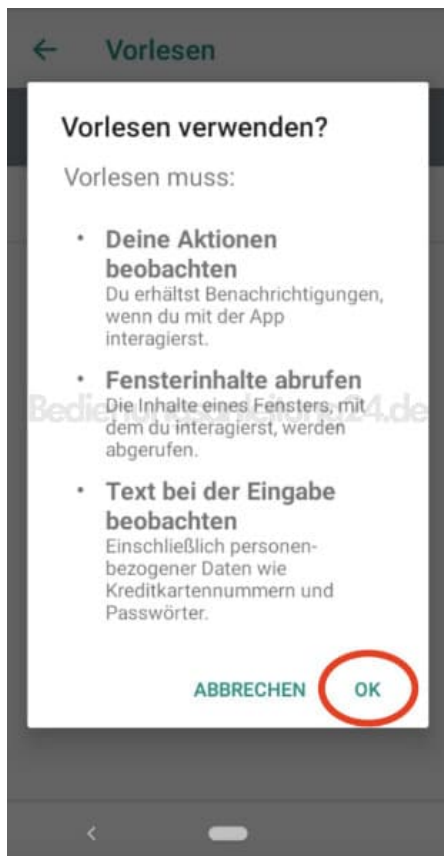 Vorlesen
Vorlesen verwenden?
Vorlesen muss:
• Deine Aktionen
beobachten
Du erhältst Benachrichtigungen,
wenn du mit der App
interagierst.
• Fensterinhalte abrufen
Die Inhalte eines Fensters, mit
dem du interagierst, werden
abgerufen.
• Text bei der Eingabe
beobachten
Einschließlich personen-
bezogener Daten wie
Kreditkartennummern und
Passwörter.
ABBRECHEN OK